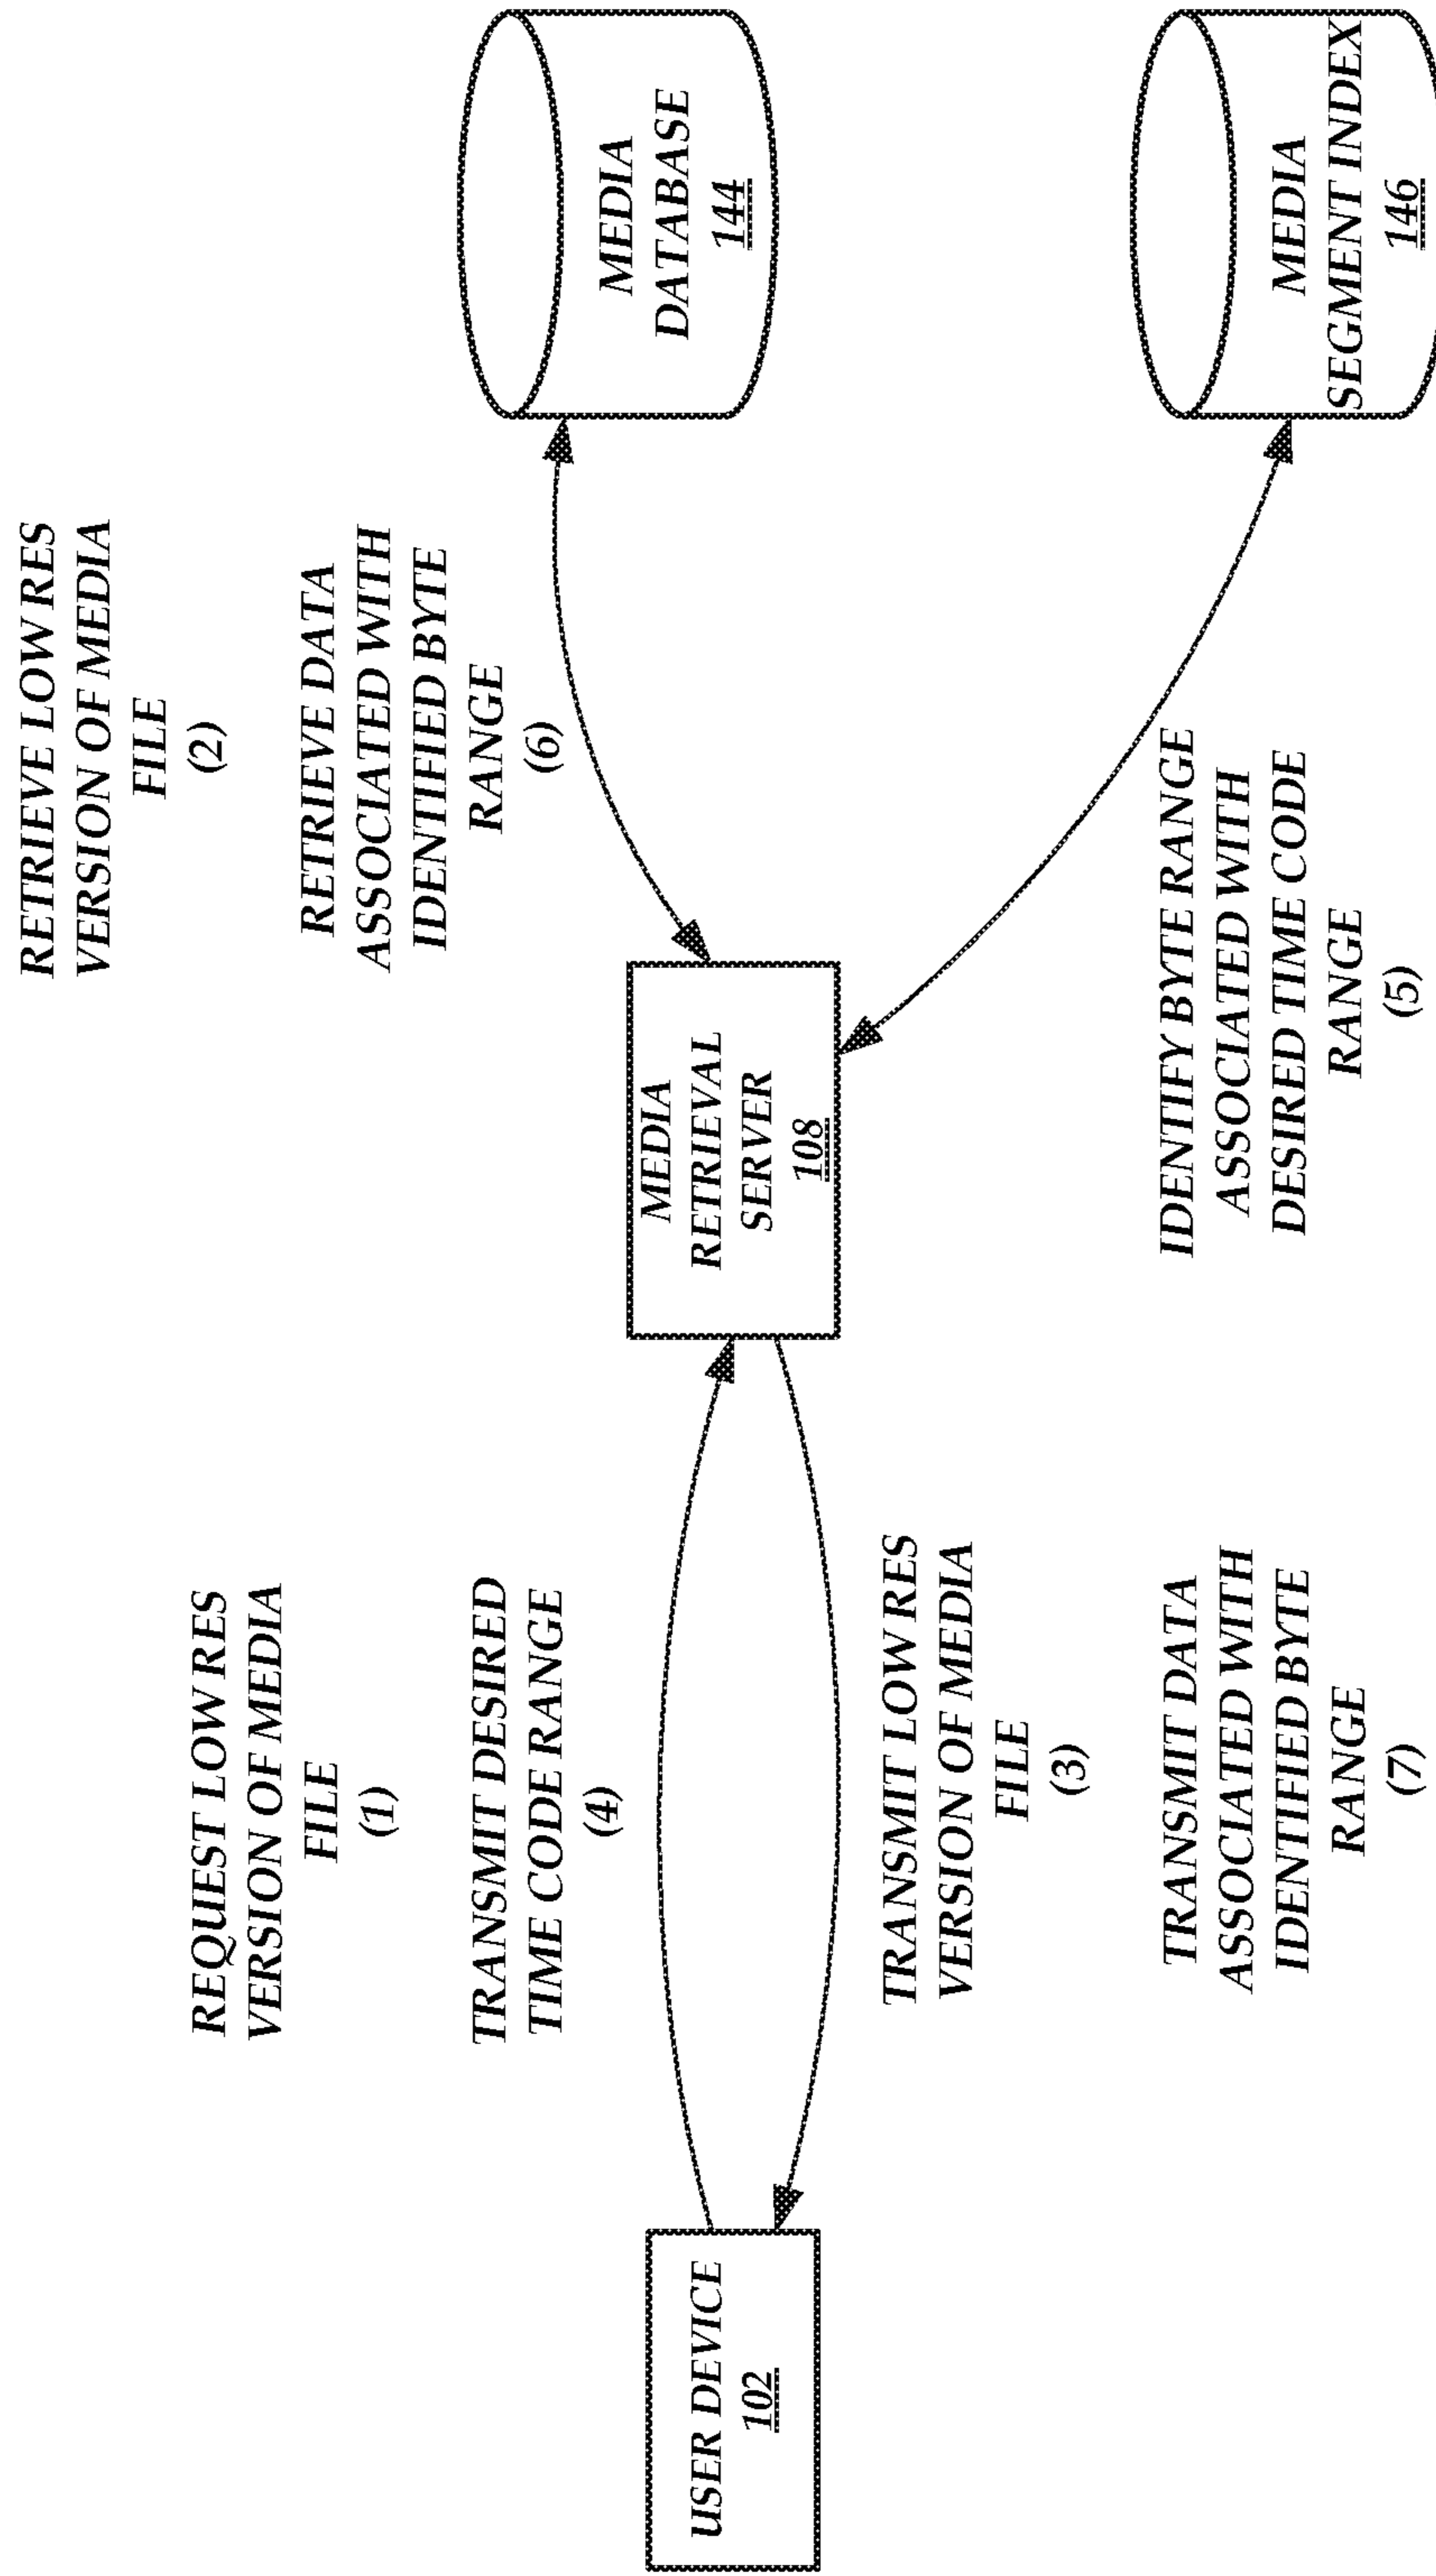 RETRIEVE LOW RES
VERSION OF MEDIA
FILE
(2)
REQUEST LOW RES
VERSION OF MEDIA
FILE
(1)
RETRIEVE DATA
ASSOCIATED WITH
IDENTIFIED BYTE
RANGE
(6)
TRANSMIT DESIRED
TIME CODE RANGE
(4)
MEDIA
DATABASE
144
USER DEVICE
102
MEDIA
RETRIEVAL
SERVER
108
TRANSMIT LOW RES
VERSION OF MEDIA
FILE
(3)
TRANSMIT DATA
ASSOCIATED WITH
IDENTIFIED BYTE
RANGE
(7)
IDENTIFY BYTE RANGE
ASSOCIATED WITH
DESIRED TIME CODE
RANGE
(5)
MEDIA
SEGMENT INDEX
146